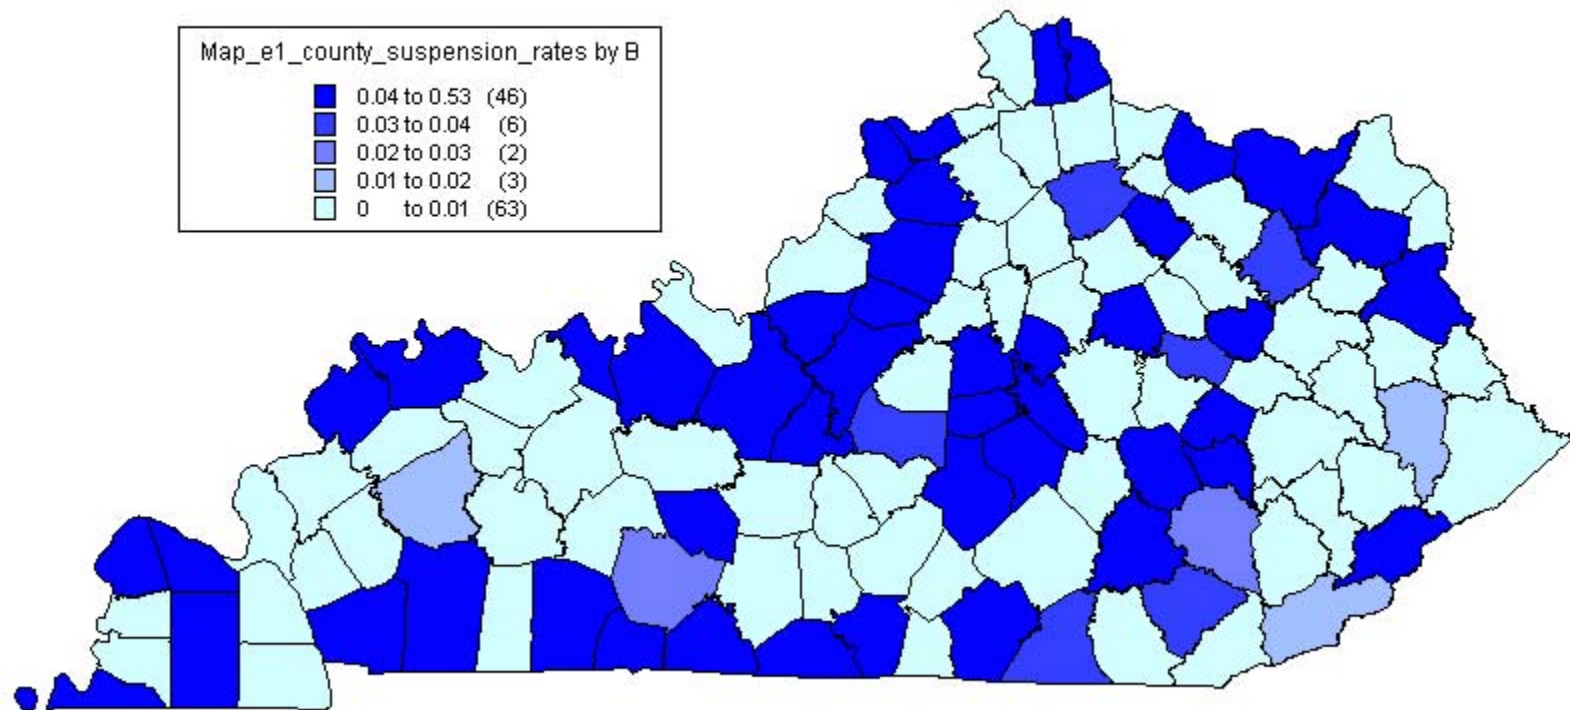 Map_e1_county_suspension_rates by B
0.04 to 0.53 (46)
0.03 to 0.04 (6)
0.02 to 0.03 (2)
0.01 to 0.02 (3)
0 to 0.01 (63)